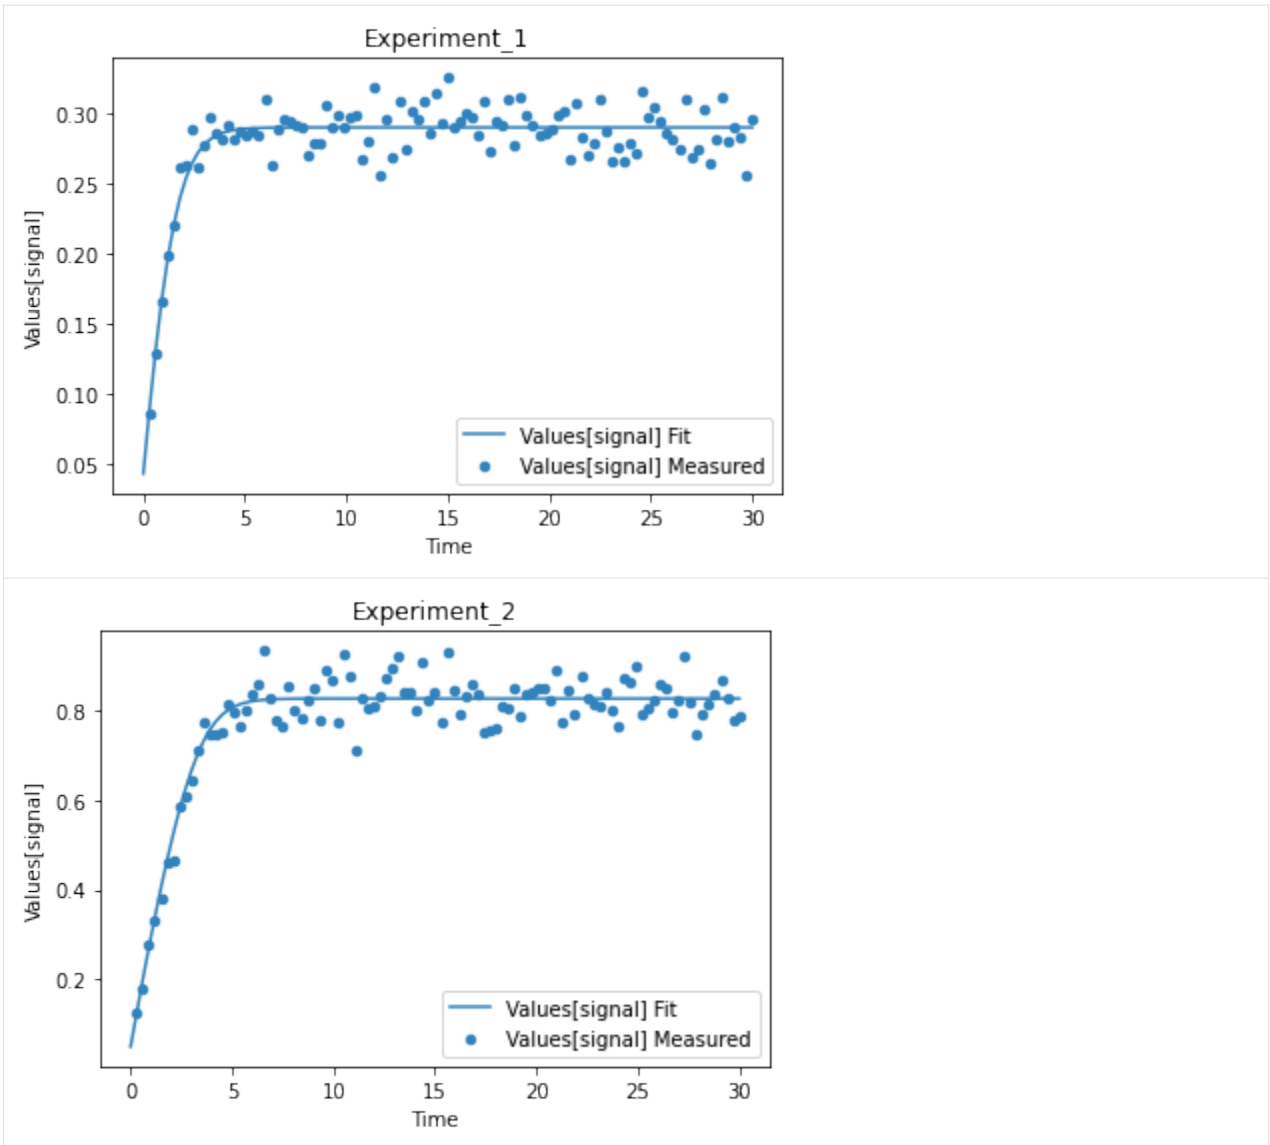 Experiment_1
0.30
0.25
0.20
0.15
0.10
0.05
Values[signal]
Values[signal] Fit
Values[signal] Measured
0 5 10 15 20 25 30
Time
Experiment_2
0.8
0.6
0.4
0.2
Values[signal]
Values[signal] Fit
Values[signal] Measured
0 5 10 15 20 25 30
Time